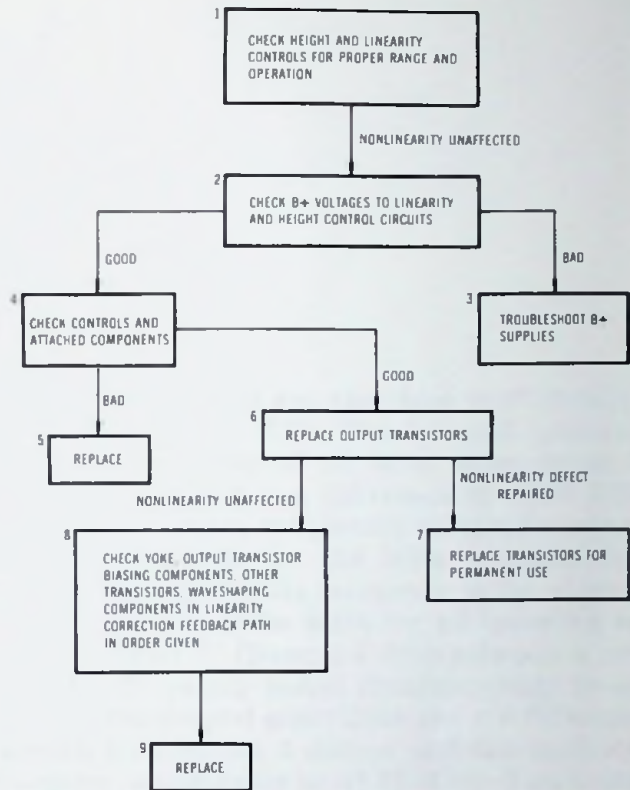 1
CHECK HEIGHT AND LINEARITY
CONTROLS FOR PROPER RANGE AND
OPERATION
NONLINEARITY UNAFFECTED
2
CHECK B+ VOLTAGES TO LINEARITY
AND HEIGHT CONTROL CIRCUITS
GOOD
BAD
4
CHECK CONTROLS AND
ATTACHED COMPONENTS
3
TROUBLESHOOT B+
SUPPLIES
BAD
GOOD
5
REPLACE
6
REPLACE OUTPUT TRANSISTORS
NONLINEARITY UNAFFECTED
NONLINEARITY DEFECT
REPAIRED
8
CHECK YOKE, OUTPUT TRANSISTOR
BIASING COMPONENTS, OTHER
TRANSISTORS, WAVESHAPING
COMPONENTS IN LINEARITY
CORRECTION FEEDBACK PATH
IN ORDER GIVEN
7
REPLACE TRANSISTORS FOR
PERMANENT USE
9
REPLACE